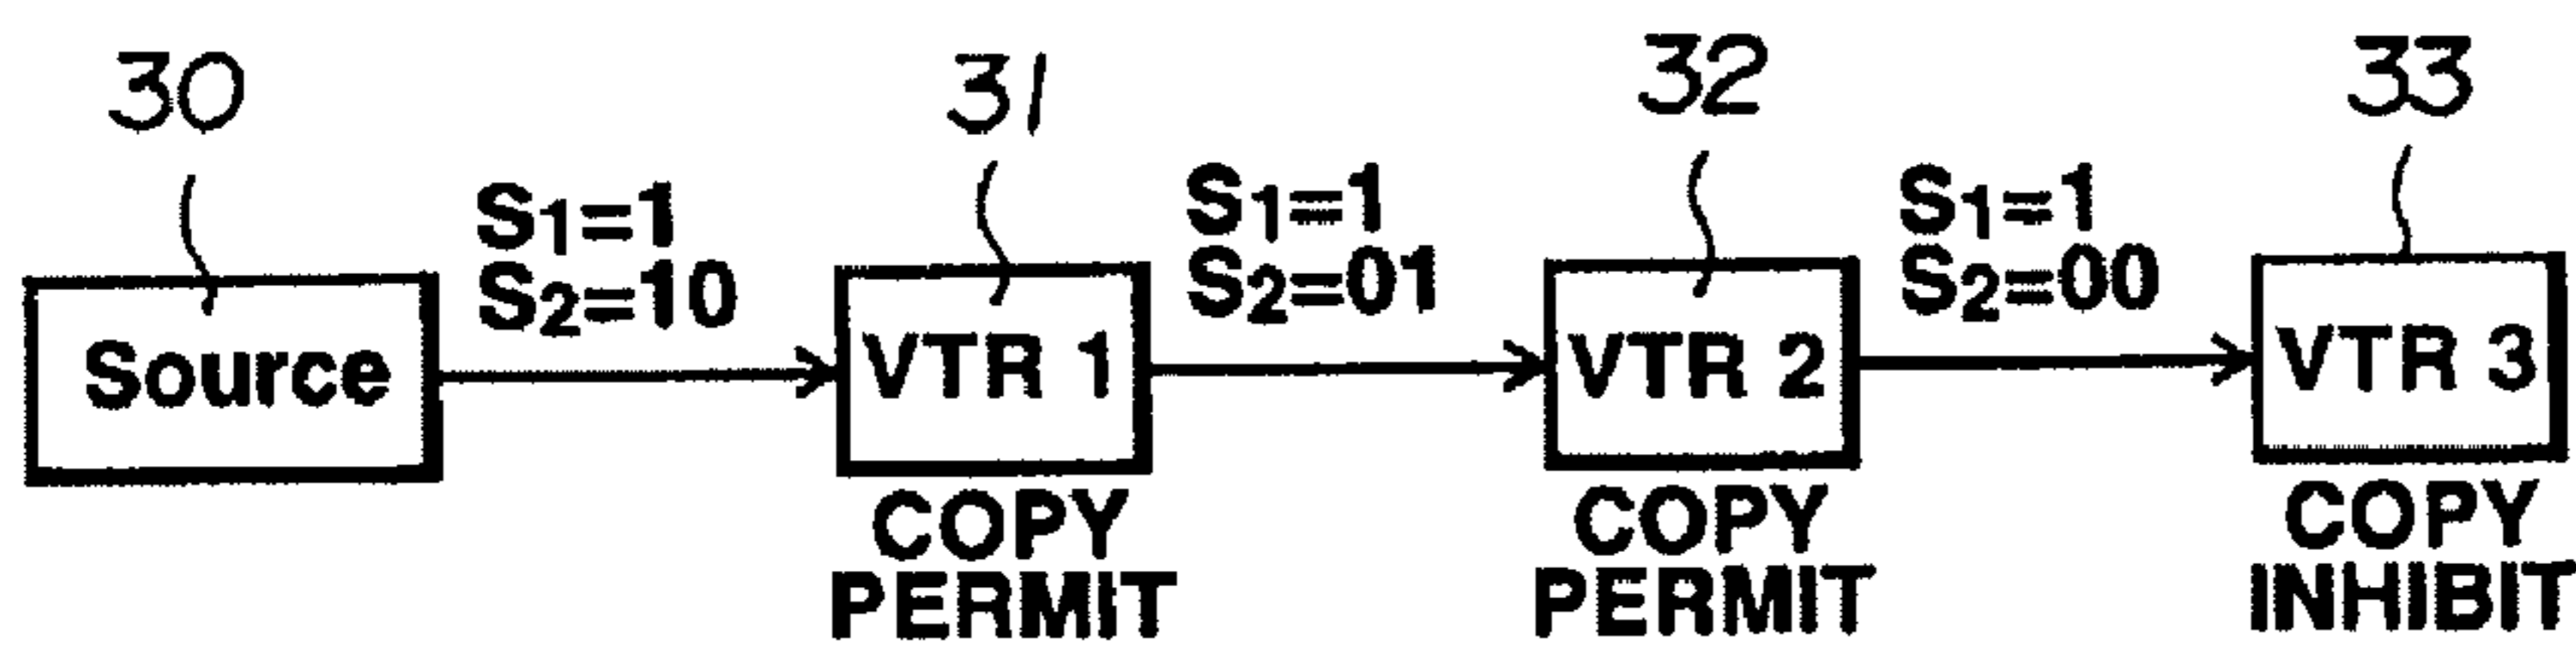 30
31
32
33
S1=1
S2=10
S1=1
S2=01
S1=1
S2=00
Source
VTR 1
VTR 2
VTR 3
COPY
PERMIT
COPY
PERMIT
COPY
INHIBIT